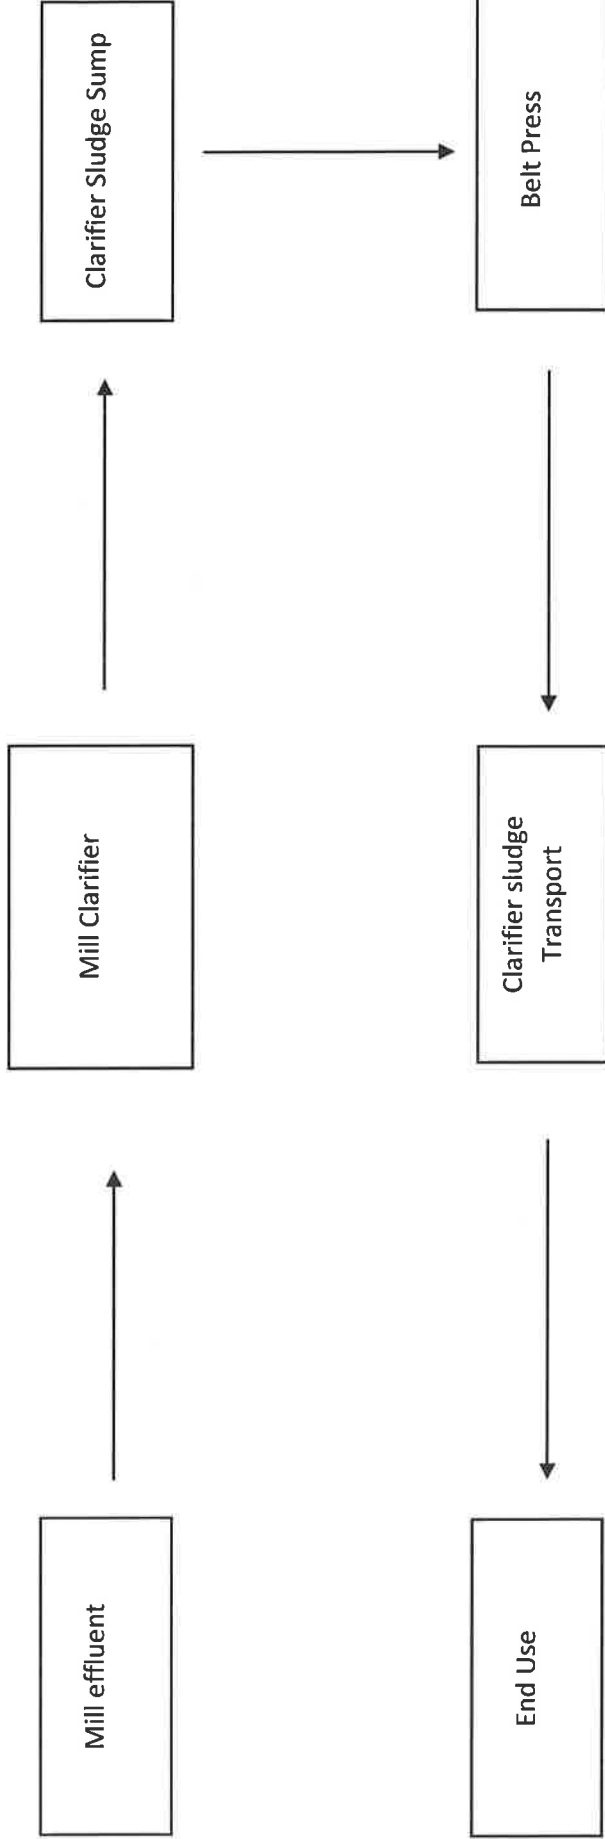 Mill effluent
Mill Clarifier
Clarifier Sludge Sump
Belt Press
Clarifier sludge
Transport
End Use